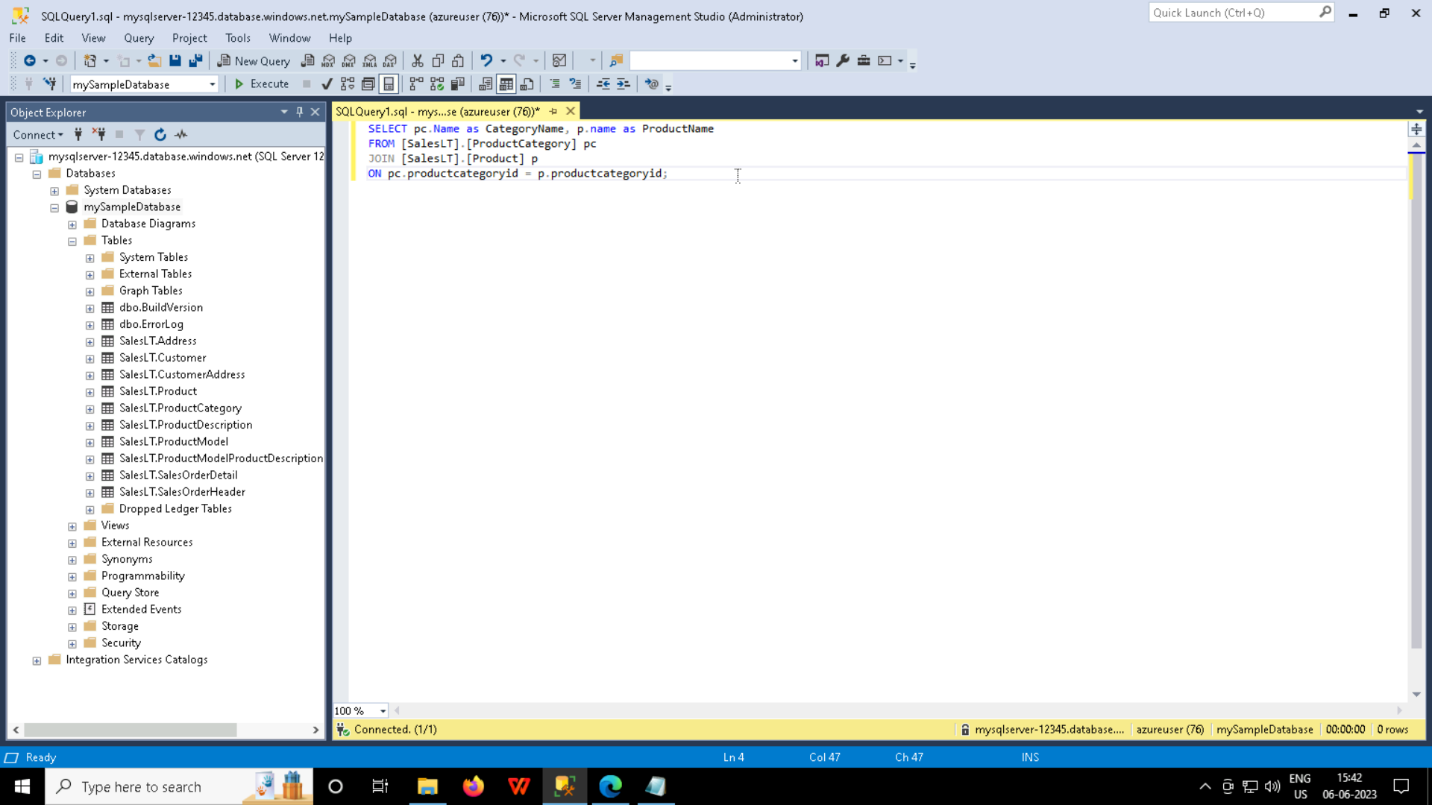 SQLQuery1.sql - mysqlserver-12345.database.windows.net.mySampleDatabase (azureuser (76))* - Microsoft SQL Server Management Studio (Administrator)
Quick Launch (Ctrl+Q)
File Edit View Query Project Tools Window Help
New Query MDX DMX XMLA DAX
mySampleDatabase Execute
Object Explorer
Connect
mysqlserver-12345.database.windows.net (SQL Server 12
Databases
System Databases
mySampleDatabase
Database Diagrams
Tables
System Tables
External Tables
Graph Tables
dbo.BuildVersion
dbo.ErrorLog
SalesLT.Address
SalesLT.Customer
SalesLT.CustomerAddress
SalesLT.Product
SalesLT.ProductCategory
SalesLT.ProductDescription
SalesLT.ProductModel
SalesLT.ProductModelProductDescription
SalesLT.SalesOrderDetail
SalesLT.SalesOrderHeader
Dropped Ledger Tables
Views
External Resources
Synonyms
Programmability
Query Store
Extended Events
Storage
Security
Integration Services Catalogs
SQLQuery1.sql - mys...se (azureuser (76))*
SELECT pc.Name as CategoryName, p.name as ProductName
FROM [SalesLT].[ProductCategory] pc
JOIN [SalesLT].[Product] p
ON pc.productcategoryid = p.productcategoryid;
100 %
Connected. (1/1) mysqlserver-12345.database.... azureuser (76) mySampleDatabase 00:00:00 0 rows
Ready Ln 4 Col 47 Ch 47 INS
Type here to search
ENG
US
15:42
06-06-2023